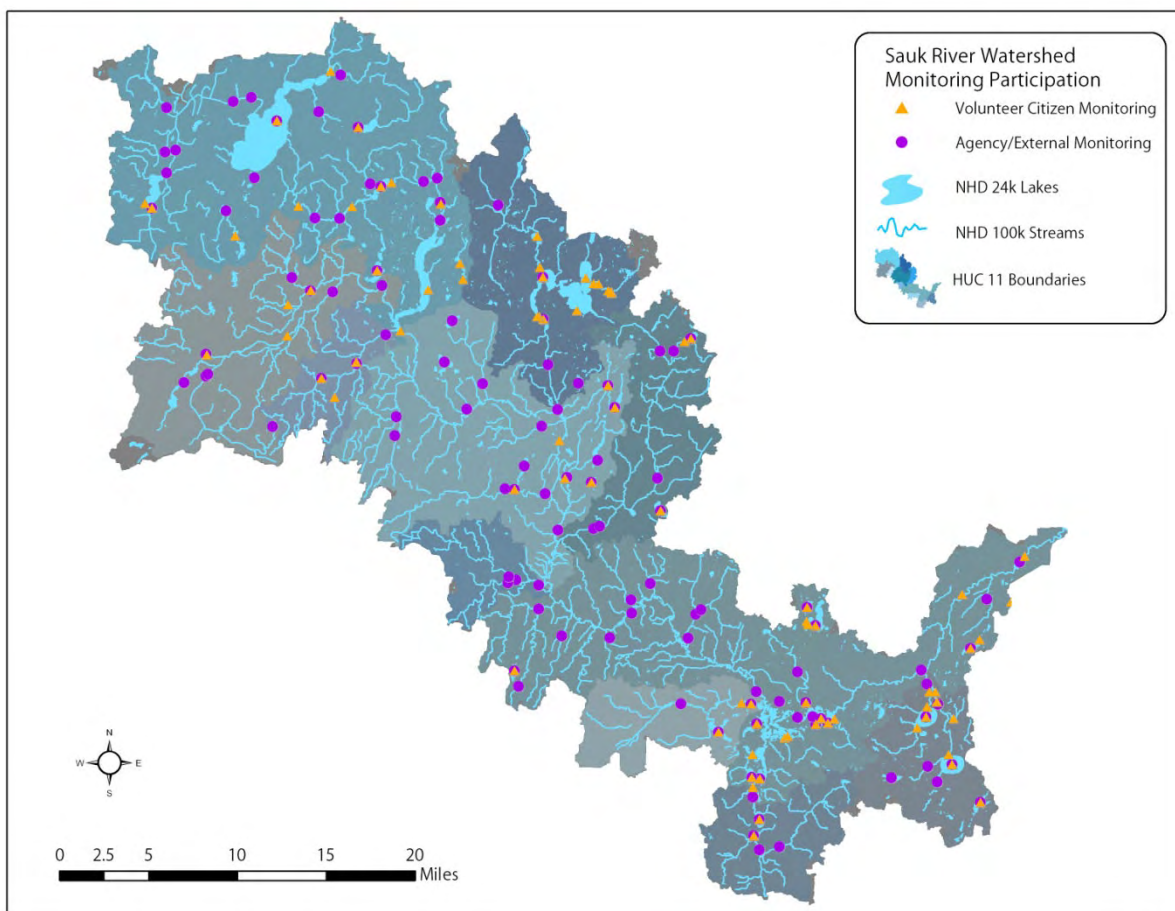 Sauk River Watershed
Monitoring Participation
Volunteer Citizen Monitoring
Agency/External Monitoring
NHD 24k Lakes
NHD 100k Streams
HUC 11 Boundaries
N
W E
S
0 2.5 5 10 15 20
Miles